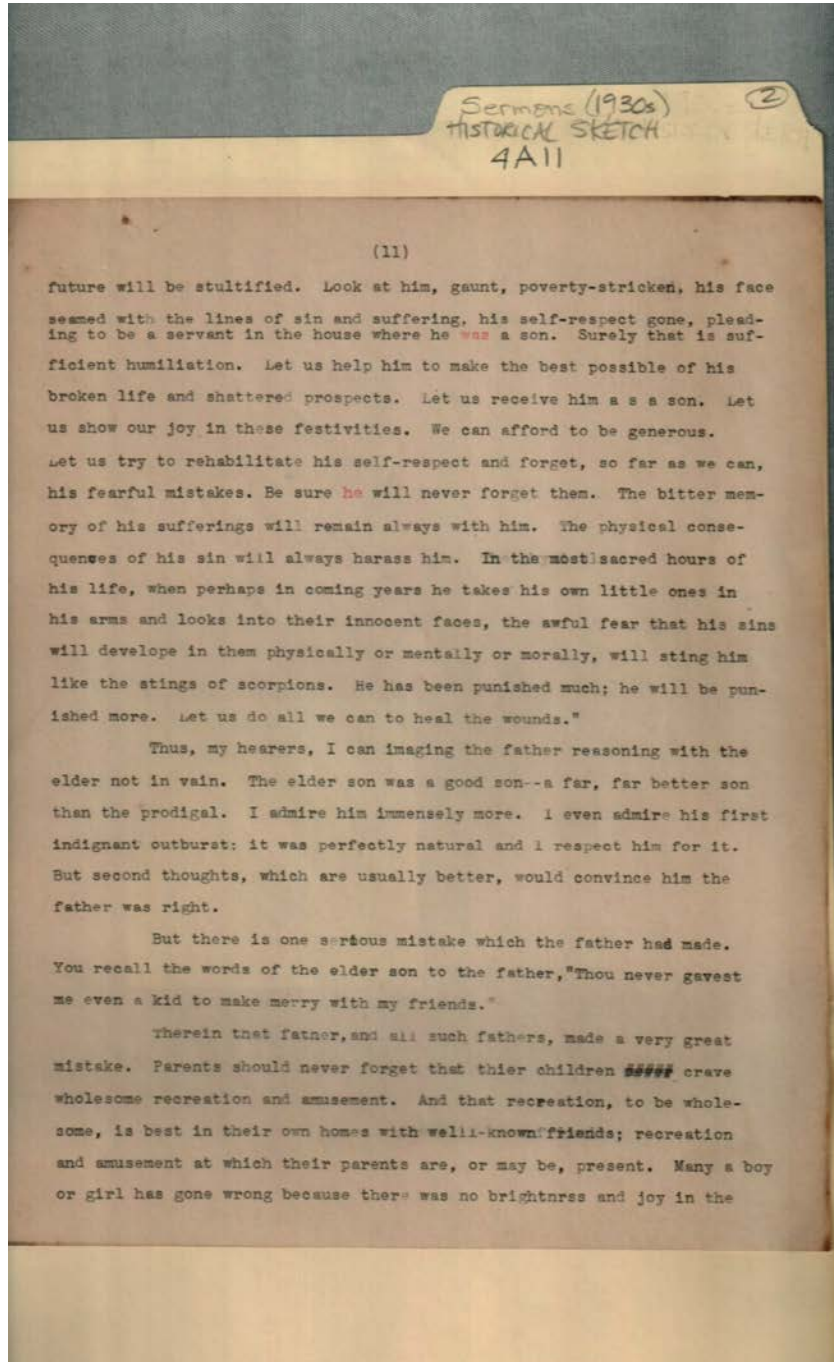 Sermons (1930s) 2
HISTORICAL SKETCH
4A11
(11)
future will be stultified. Look at him, gaunt, poverty-stricken, his face
seamed with the lines of sin and suffering, his self-respect gone, plead-
ing to be a servant in the house where he was a son. Surely that is suf-
ficient humiliation. Let us help him to make the best possible of his
broken life and shattered prospects. Let us receive him a s a son. Let
us show our joy in these festivities. We can afford to be generous.
Let us try to rehabilitate his self-respect and forget, so far as we can,
his fearful mistakes. Be sure he will never forget them. The bitter mem-
ory of his sufferings will remain always with him. The physical conse-
quences of his sin will always harass him. In the most sacred hours of
his life, when perhaps in coming years he takes his own little ones in
his arms and looks into their innocent faces, the awful fear that his sins
will develope in them physically or mentally or morally, will sting him
like the stings of scorpions. He has been punished much; he will be pun-
ished more. Let us do all we can to heal the wounds."
Thus, my hearers, I can imaging the father reasoning with the
elder not in vain. The elder son was a good son--a far, far better son
than the prodigal. I admire him immensely more. I even admire his first
indignant outburst: it was perfectly natural and I respect him for it.
But second thoughts, which are usually better, would convince him the
father was right.
But there is one serious mistake which the father had made.
You recall the words of the elder son to the father,"Thou never gavest
me even a kid to make merry with my friends."
Therein that father,and all such fathers, made a very great
mistake. Parents should never forget that thier children crave
wholesome recreation and amusement. And that recreation, to be whole-
some, is best in their own homes with welll-known friends; recreation
and amusement at which their parents are, or may be, present. Many a boy
or girl has gone wrong because there was no brightnrss and joy in the